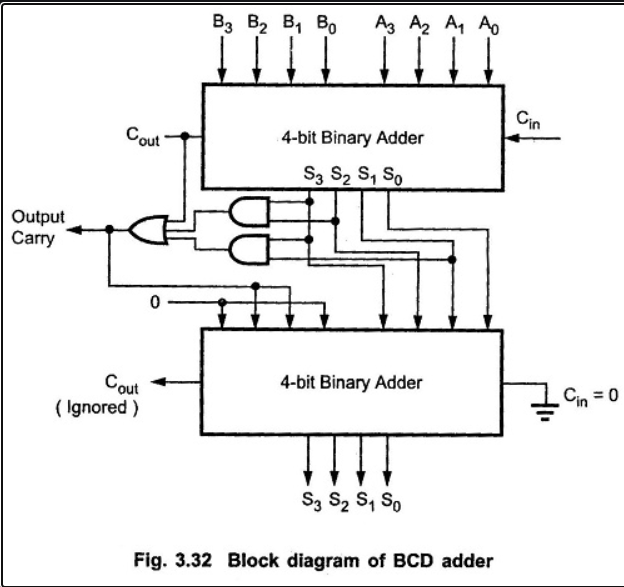 B3 B2 B1 B0 A3 A2 A1 A0
Cout
4-bit Binary Adder
Cin
S3 S2 S1 S0
Output
Carry
0
Cout
( Ignored )
4-bit Binary Adder
Cin = 0
S3 S2 S1 S0
Fig. 3.32 Block diagram of BCD adder